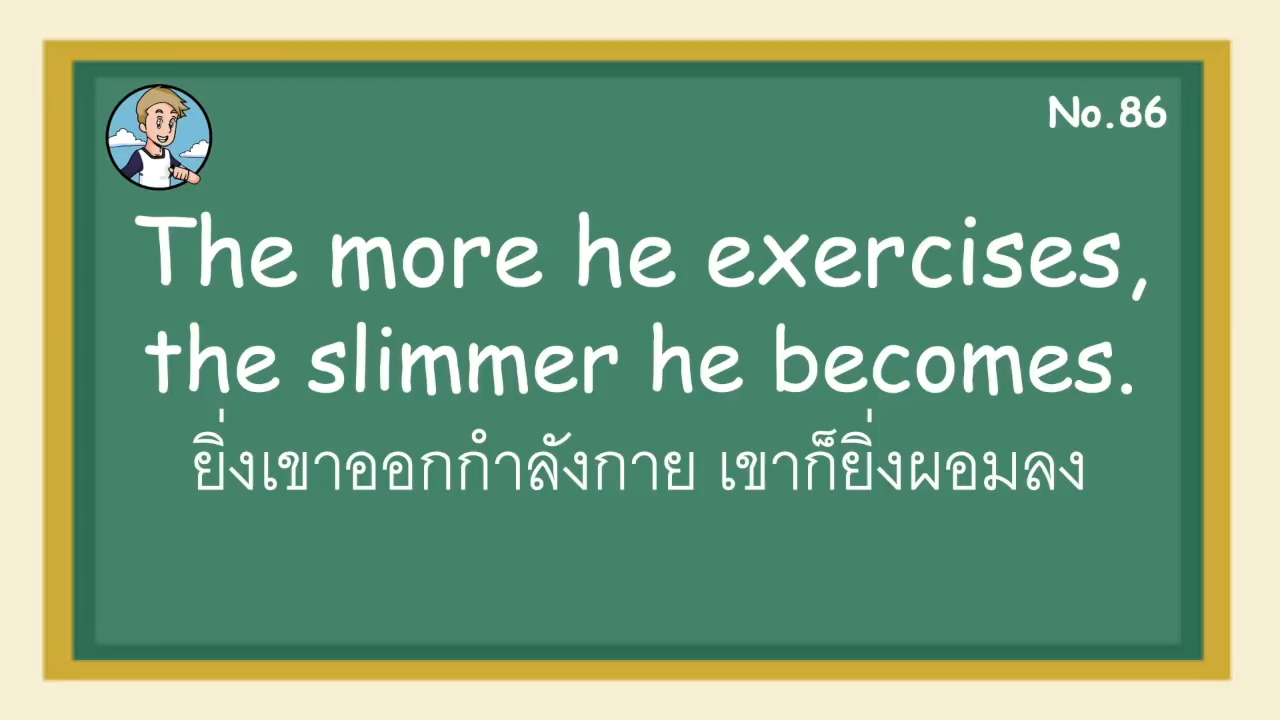 No.86
The more he exercises,
the slimmer he becomes.
ยิ่งเขาออกกำลังกาย เขาก็ยิ่งผอมลง